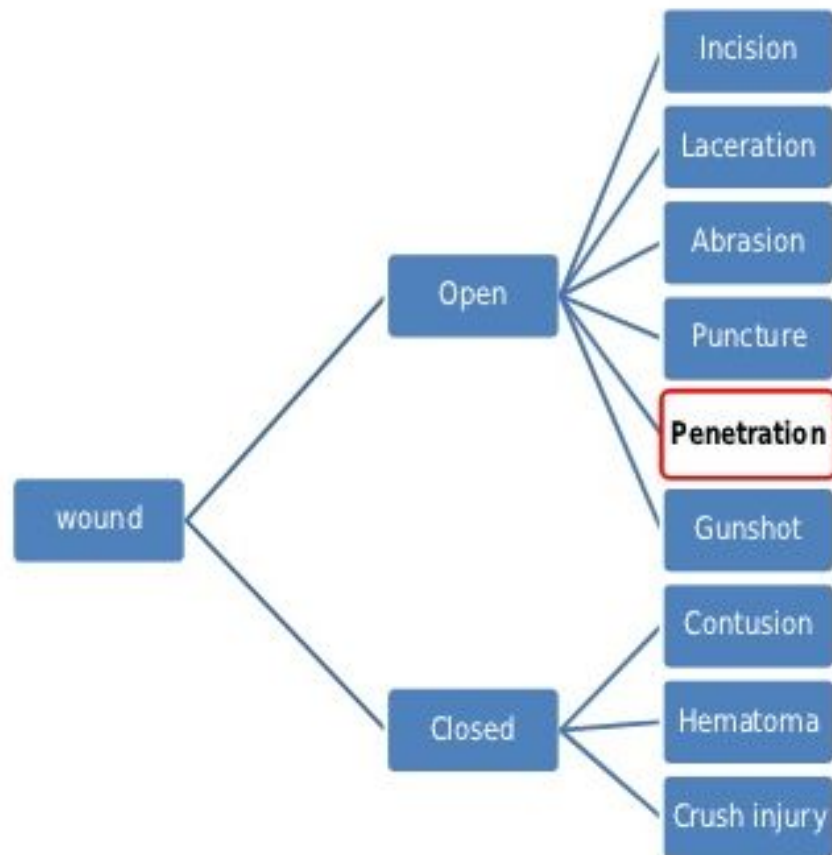 Incision
Laceration
Abrasion
Open
Puncture
Penetration
wound
Gunshot
Contusion
Closed
Hematoma
Crush injury